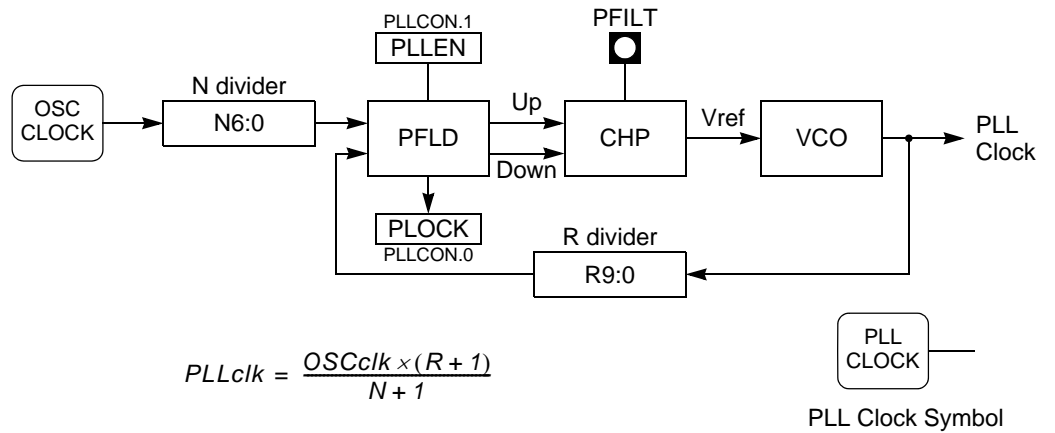 PLLCON.1
PLLEN
PFILT
N divider
OSC
CLOCK
N6:0
PFLD
Up
Down
CHP
Vref
VCO
PLL
Clock
PLOCK
PLLCON.0
R divider
R9:0
PLLclk = OSCclk × (R + 1)
N + 1
PLL
CLOCK
PLL Clock Symbol